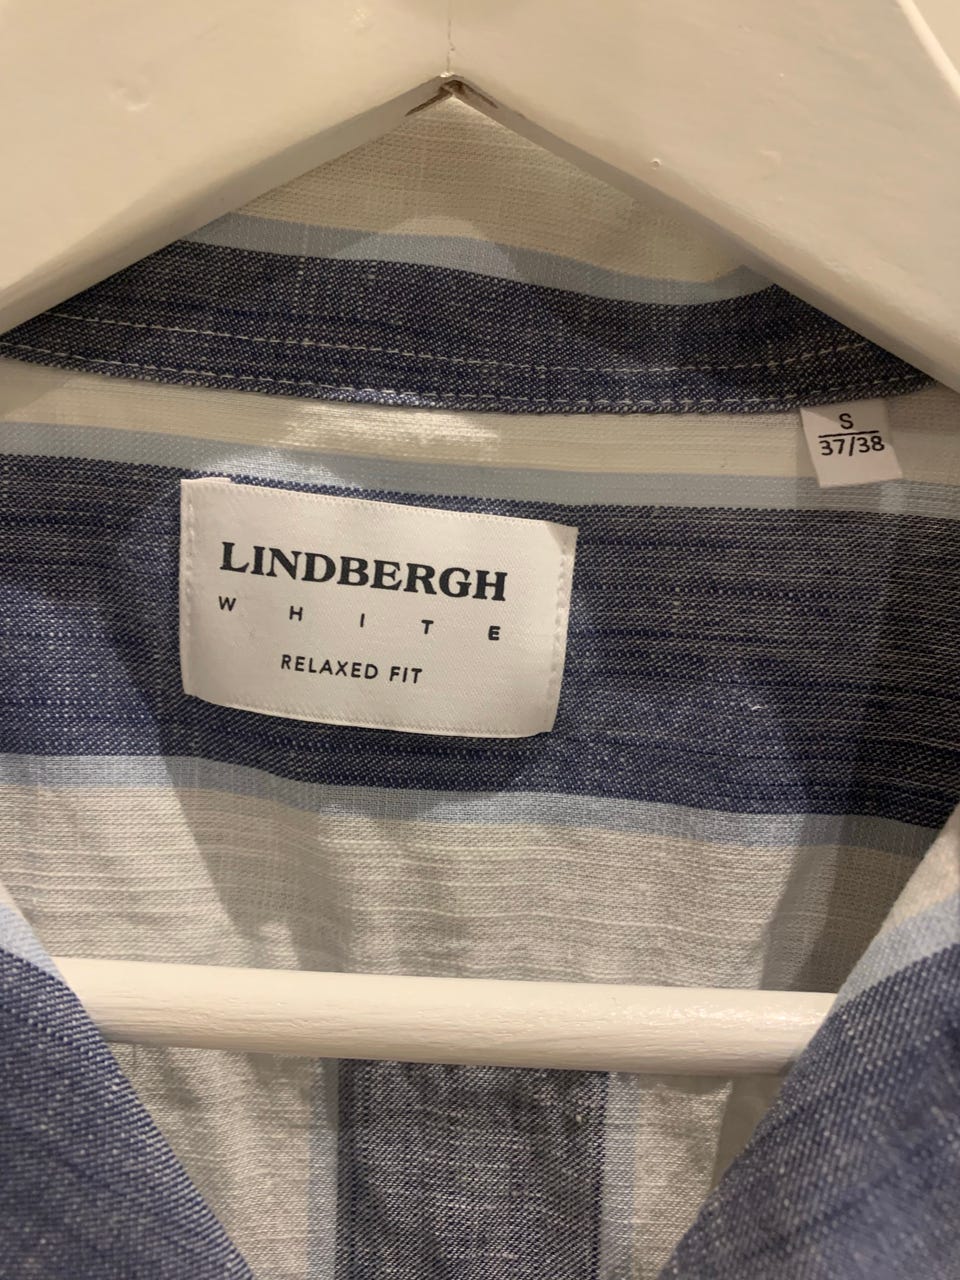 S
37/38
LINDBERGH
WHITE
RELAXED FIT